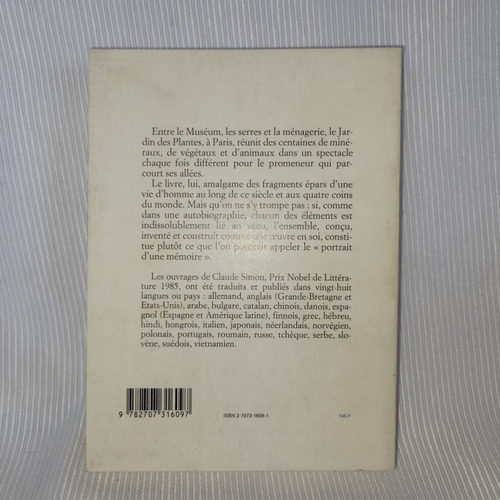 Entre le Muséum, les serres et la ménagerie, le Jar-
din des Plantes, à Paris, réunit des centaines de miné-
raux, de végétaux et d'animaux dans un spectacle
chaque fois différent pour le promeneur qui par-
court ses allées.
Le livre, lui, amalgame des fragments épars d'une
vie d'homme au long de ce siècle et aux quatre coins
du monde. Mais qu'on ne s'y trompe pas : si, comme
dans une autobiographie, chacun des éléments est
indissolublement lié au vécu, l'ensemble, conçu,
inventé et construit comme une œuvre en soi, consti-
tue plutôt ce que l'on pourrait appeler le « portrait
d'une mémoire ».
Les ouvrages de Claude Simon, Prix Nobel de Litté-
rature 1985, ont été traduits et publiés dans vingt-huit
langues ou pays : allemand, anglais (Grande-Bretagne et
Etats-Unis), arabe, bulgare, catalan, chinois, danois, espa-
gnol (Espagne et Amérique latine), finnois, grec, hébreu,
hindi, hongrois, italien, japonais, néerlandais, norvégien,
polonais, portugais, roumain, russe, tchèque, serbe, slo-
vène, suédois, vietnamien.
9 782707 316097
ISBN 2-7073-1609-1
145 F